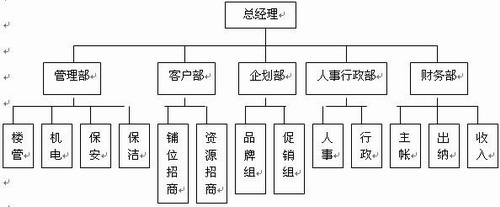 总经理
管理部
客户部
企划部
人事行政部
财务部
楼管
机电
保安
保洁
铺位招商
资源招商
品牌组
促销组
人事
行政
主帐
出纳
收入